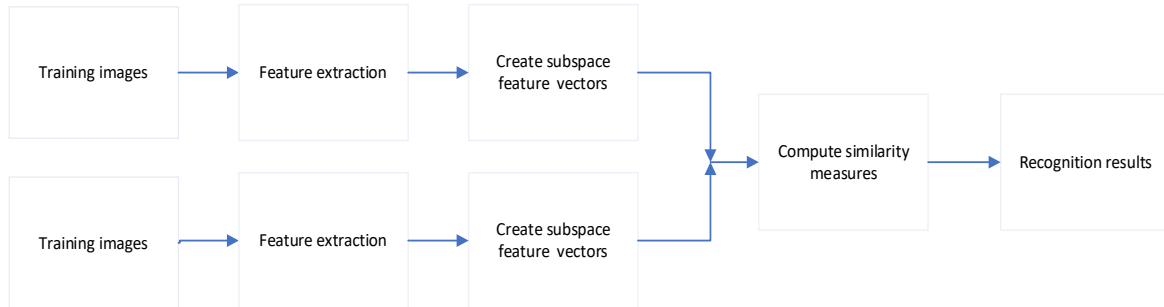 Training images
Feature extraction
Create subspace
feature vectors
Compute similarity
measures
Recognition results
Training images
Feature extraction
Create subspace
feature vectors